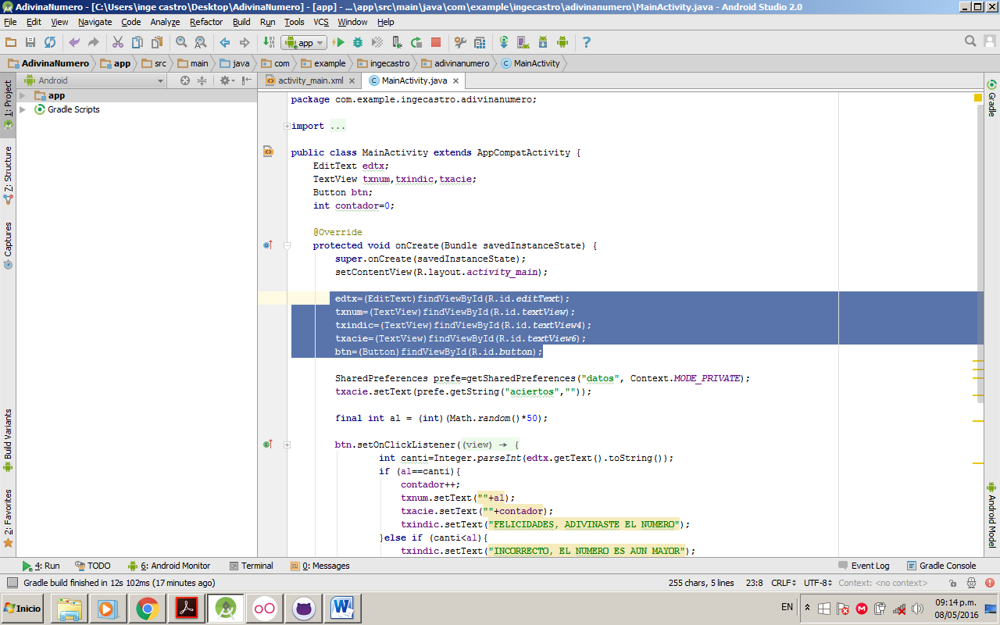 AdivinaNumero - [C:\Users\inge castro\Desktop\AdivinaNumero] - [app] - ...\app\src\main\java\com\example\ingecastro\adivinanumero\MainActivity.java - Android Studio 2.0
File Edit View Navigate Code Analyze Refactor Build Run Tools VCS Window Help
app
AdivinaNumero app src main java com example ingecastro adivinanumero MainActivity
Android
activity_main.xml MainActivity.java
1: Project
7: Structure
Captures
Build Variants
2: Favorites
app
Gradle Scripts
package com.example.ingecastro.adivinanumero;
import ...
public class MainActivity extends AppCompatActivity {
EditText edtx;
TextView txnum,txindic,txacie;
Button btn;
int contador=0;
@Override
protected void onCreate(Bundle savedInstanceState) {
super.onCreate(savedInstanceState);
setContentView(R.layout.activity_main);
edtx=(EditText)findViewById(R.id.editText);
txnum=(TextView)findViewById(R.id.textView);
txindic=(TextView)findViewById(R.id.textView4);
txacie=(TextView)findViewById(R.id.textView6);
btn=(Button)findViewById(R.id.button);
SharedPreferences prefe=getSharedPreferences("datos", Context.MODE_PRIVATE);
txacie.setText(prefe.getString("aciertos",""));
final int al = (int)(Math.random()*50);
btn.setOnClickListener((view) → {
int canti=Integer.parseInt(edtx.getText().toString());
if (al==canti){
contador++;
txnum.setText(""+al);
txacie.setText(""+contador);
txindic.setText("FELICIDADES, ADIVINASTE EL NUMERO");
}else if (canti<al){
txindic.setText("INCORRECTO, EL NUMERO ES AUN MAYOR");
Gradle
Android Model
4: Run TODO 6: Android Monitor Terminal 0: Messages Event Log Gradle Console
Gradle build finished in 12s 102ms (17 minutes ago) 255 chars, 5 lines 23:8 CRLF UTF-8 Context: <no context>
Inicio EN 09:14 p.m.
08/05/2016